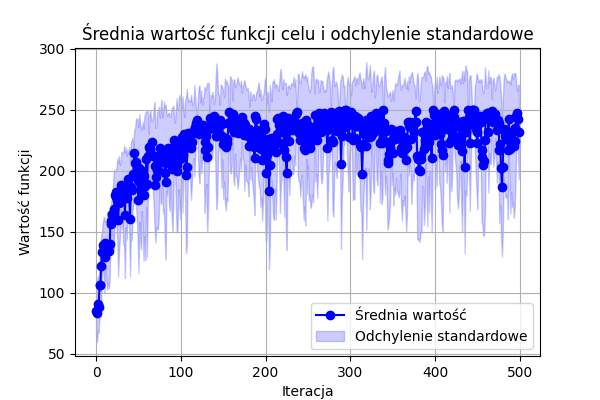 Średnia wartość funkcji celu i odchylenie standardowe
300
250
200
150
100
50
Wartość funkcji
0
100
200
300
400
500
Iteracja
Średnia wartość
Odchylenie standardowe